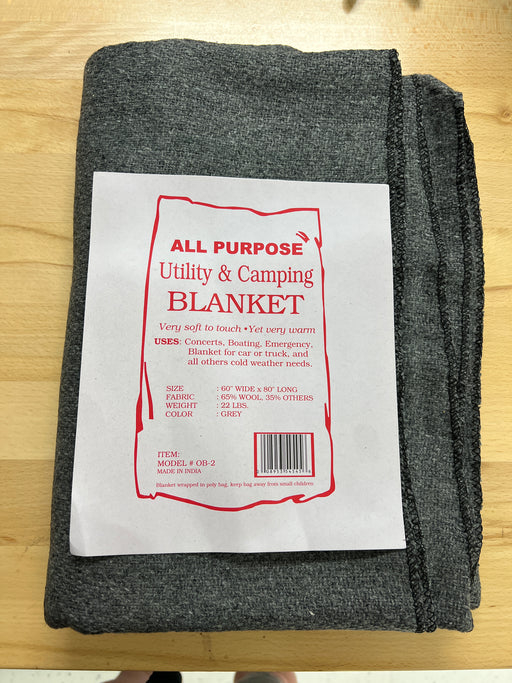 ALL PURPOSE
Utility & Camping
BLANKET
Very soft to touch • Yet very warm
USES: Concerts, Boating, Emergency,
Blanket for car or truck, and
all others cold weather needs.
SIZE : 60" WIDE x 80" LONG
FABRIC : 65% WOOL, 35% OTHERS
WEIGHT : 22 LBS.
COLOR : GREY
ITEM:
MODEL # OB-2
MADE IN INDIA
Blanket wrapped in poly bag, keep bag away from small children